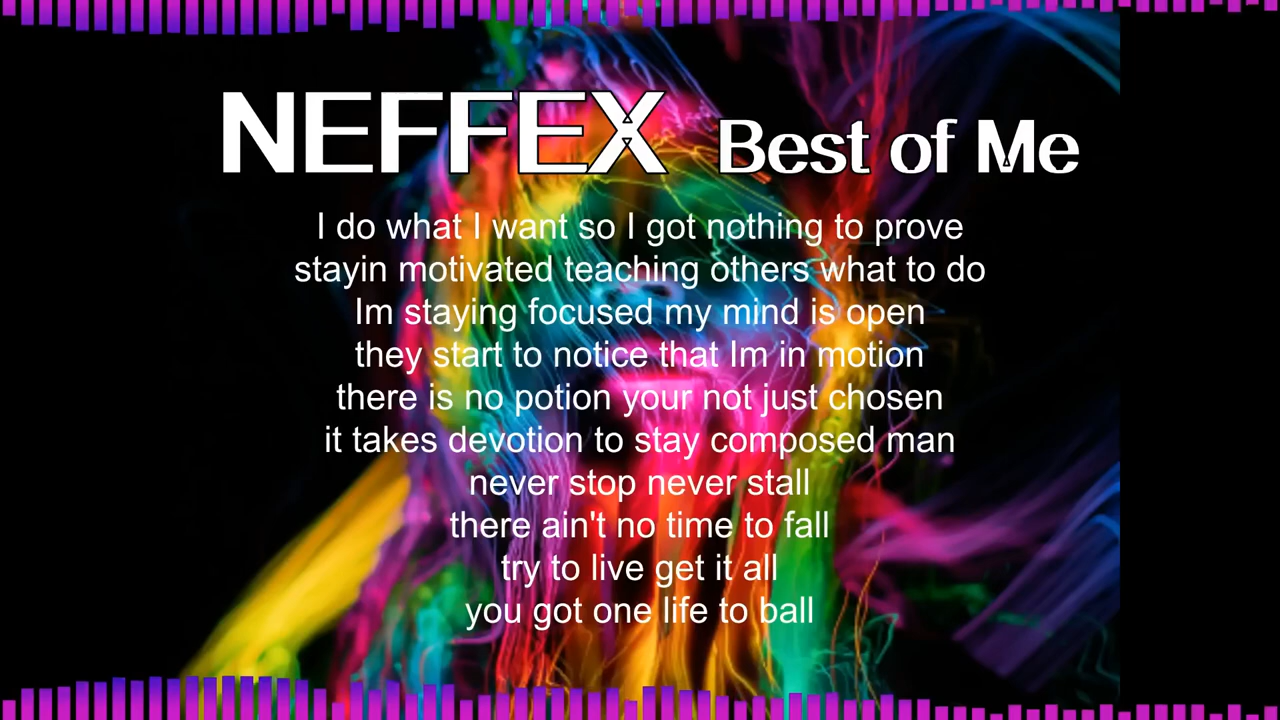 NEFFEX Best of Me
I do what I want so I got nothing to prove
stayin motivated teaching others what to do
Im staying focused my mind is open
they start to notice that Im in motion
there is no potion your not just chosen
it takes devotion to stay composed man
never stop never stall
there ain't no time to fall
try to live get it all
you got one life to ball